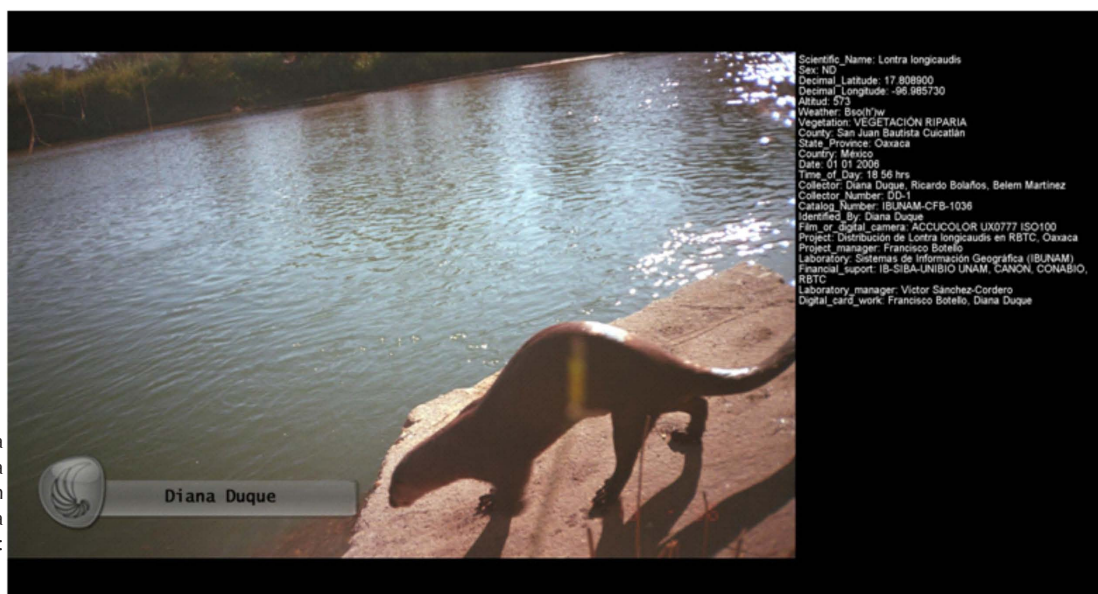 Scientific_Name: Lontra longicaudis
Sex: ND
Decimal_Latitude: 17.808900
Decimal_Longitude: -96.985730
Altitud: 573
Weather: Bso(h")w
Vegetation: VEGETACIÓN RIPARIA
County: San Juan Bautista Cuicatlán
State_Province: Oaxaca
Country: México
Date: 01 01 2006
Time_of_Day: 18 56 hrs
Collector: Diana Duque, Ricardo Bolaños, Belem Martínez
Collector_Number: DD-1
Catalog_Number: IBUNAM-CFB-1036
Identified_By: Diana Duque
Film_or_digital_camera: ACCUCOLOR UX0777 ISO100
Project: Distribución de Lontra longicaudis en RBTC, Oaxaca
Project_manager: Francisco Botello
Laboratory: Sistemas de Información Geográfica (IBUNAM)
Financial_suport: IB-SIBA-UNIBIO UNAM, CANON, CONABIO,
RBTC
Laboratory_manager: Víctor Sánchez-Cordero
Digital_card_work: Francisco Botello, Diana Duque
Diana Duque